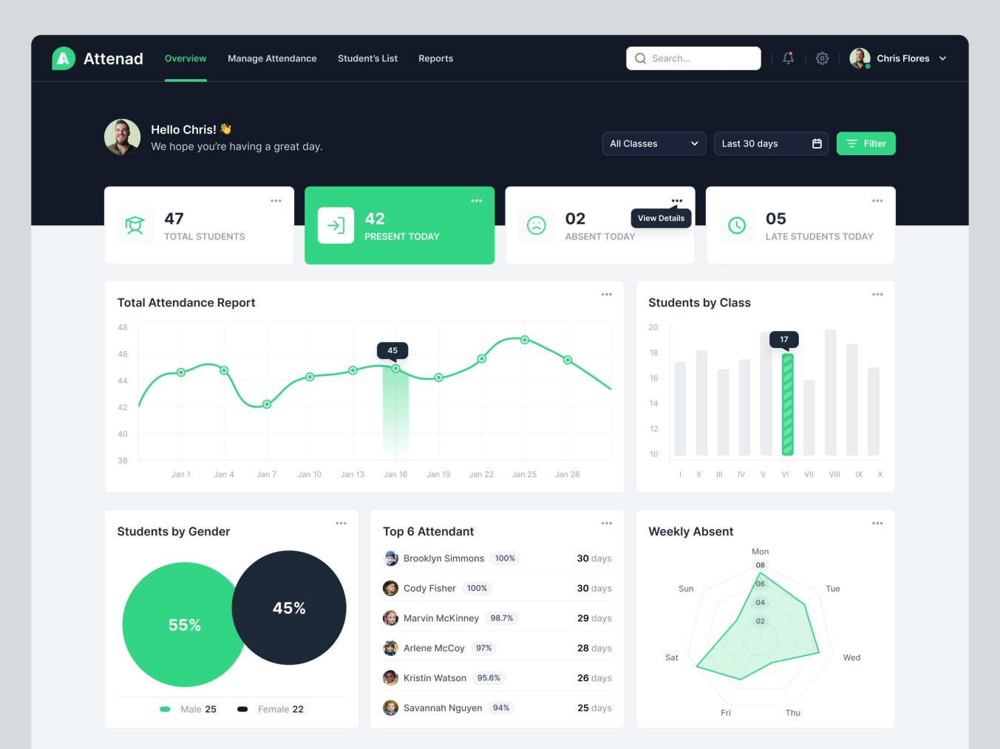 Attenad
Overview
Manage Attendance
Student's List
Reports
Search...
Chris Flores
Hello Chris! 👋
We hope you're having a great day.
All Classes
Last 30 days
Filter
47
TOTAL STUDENTS
42
PRESENT TODAY
02
ABSENT TODAY
View Details
05
LATE STUDENTS TODAY
Total Attendance Report
48
46
44
42
40
38
45
Jan 1
Jan 4
Jan 7
Jan 10
Jan 13
Jan 16
Jan 19
Jan 22
Jan 25
Jan 28
Students by Class
20
18
16
14
12
10
17
I
II
III
IV
V
VI
VII
VIII
IX
X
Students by Gender
55%
45%
Male 25
Female 22
Top 6 Attendant
Brooklyn Simmons 100% 30 days
Cody Fisher 100% 30 days
Marvin McKinney 98.7% 29 days
Arlene McCoy 97% 28 days
Kristin Watson 95.6% 26 days
Savannah Nguyen 94% 25 days
Weekly Absent
Mon
08
06
04
02
Tue
Wed
Thu
Fri
Sat
Sun